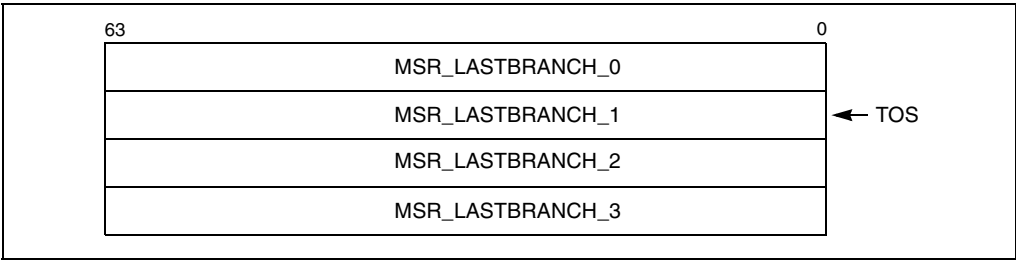 63 0
MSR_LASTBRANCH_0
MSR_LASTBRANCH_1 TOS
MSR_LASTBRANCH_2
MSR_LASTBRANCH_3